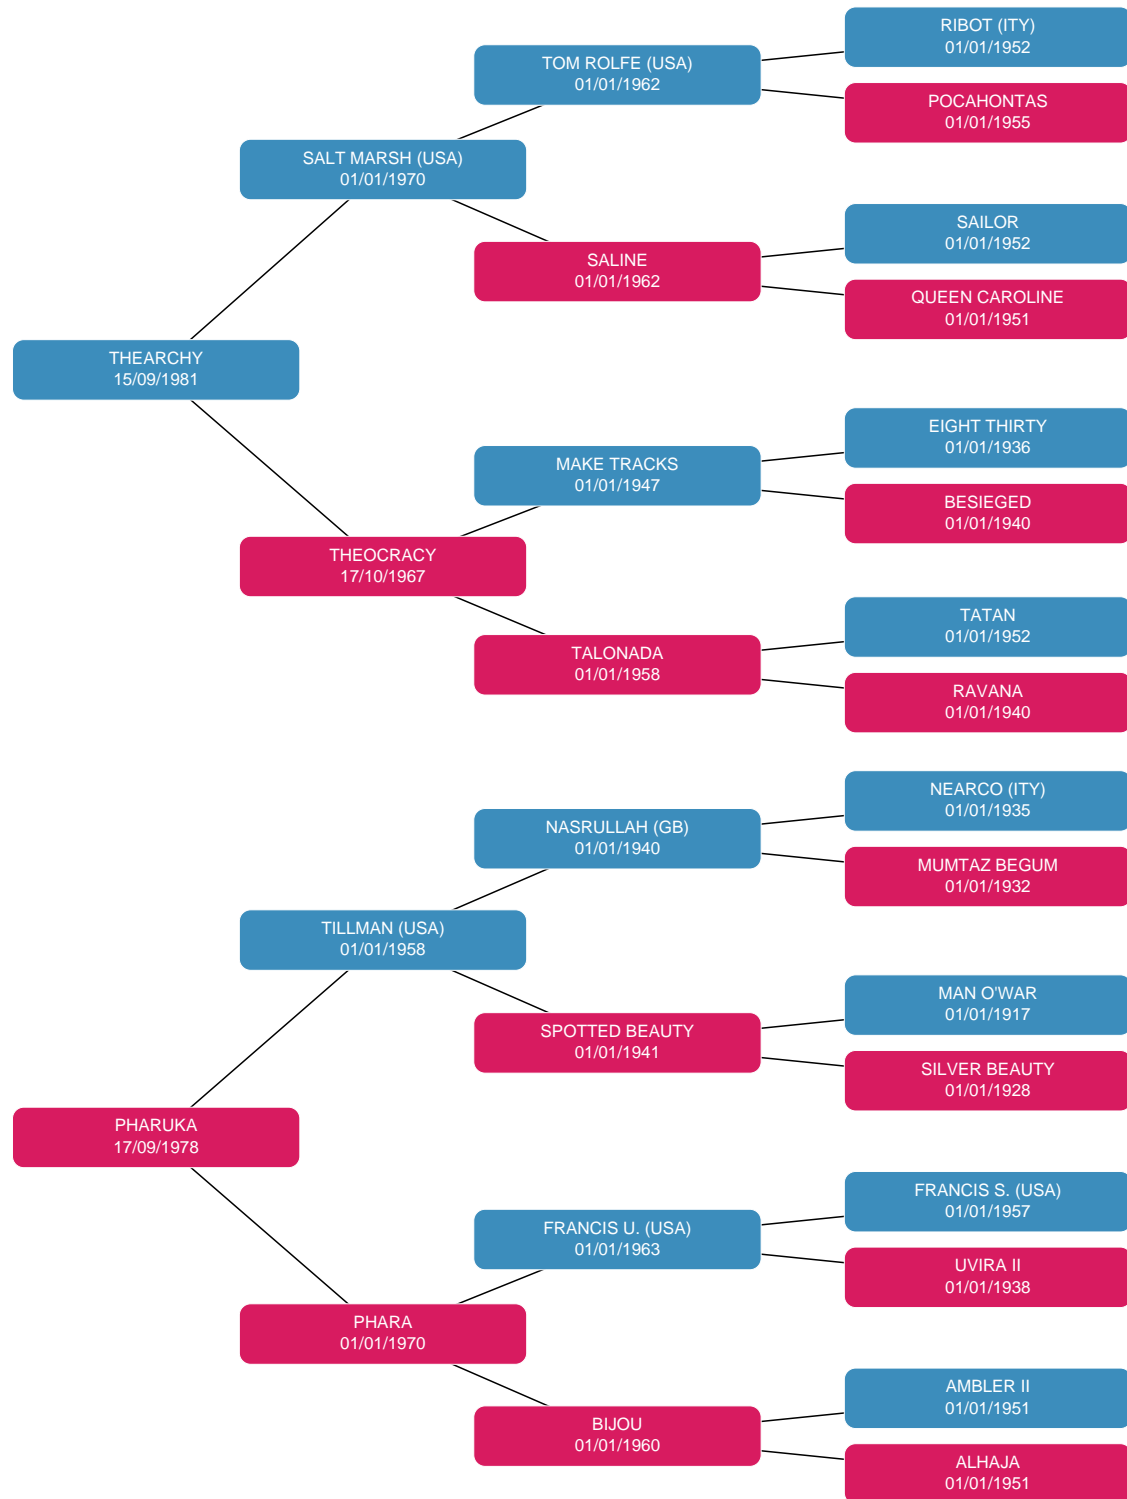 RIBOT (ITY)
01/01/1952
TOM ROLFE (USA)
01/01/1962
POCAHONTAS
01/01/1955
SALT MARSH (USA)
01/01/1970
SAILOR
01/01/1952
SALINE
01/01/1962
QUEEN CAROLINE
01/01/1951
THEARCHY
15/09/1981
EIGHT THIRTY
01/01/1936
MAKE TRACKS
01/01/1947
BESIEGED
01/01/1940
THEOCRACY
17/10/1967
TATAN
01/01/1952
TALONADA
01/01/1958
RAVANA
01/01/1940
NEARCO (ITY)
01/01/1935
NASRULLAH (GB)
01/01/1940
MUMTAZ BEGUM
01/01/1932
TILLMAN (USA)
01/01/1958
MAN O'WAR
01/01/1917
SPOTTED BEAUTY
01/01/1941
SILVER BEAUTY
01/01/1928
PHARUKA
17/09/1978
FRANCIS S. (USA)
01/01/1957
FRANCIS U. (USA)
01/01/1963
UVIRA II
01/01/1938
PHARA
01/01/1970
AMBLER II
01/01/1951
BIJOU
01/01/1960
ALHAJA
01/01/1951